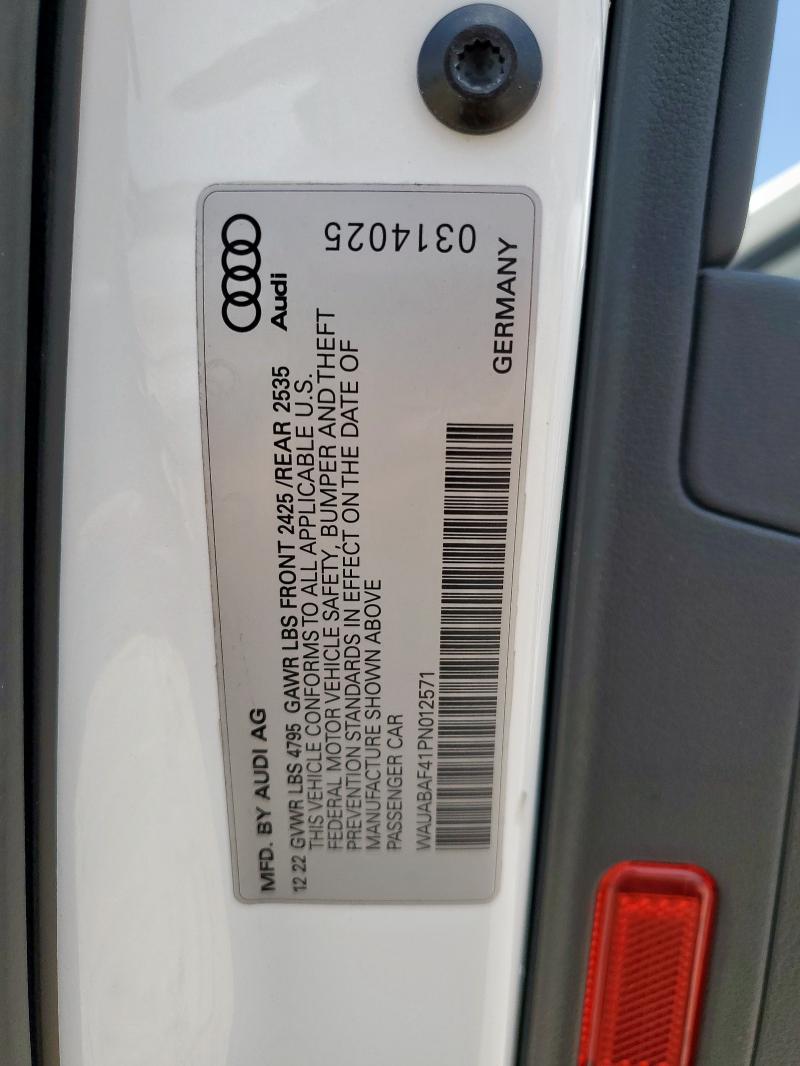 MFD. BY AUDI AG
Audi
12 22 GVWR LBS 4795 GAWR LBS FRONT 2425 /REAR 2535
THIS VEHICLE CONFORMS TO ALL APPLICABLE U.S.
FEDERAL MOTOR VEHICLE SAFETY, BUMPER AND THEFT
PREVENTION STANDARDS IN EFFECT ON THE DATE OF
MANUFACTURE SHOWN ABOVE
PASSENGER CAR
WAUABAF41PN012571
GERMANY
0314025